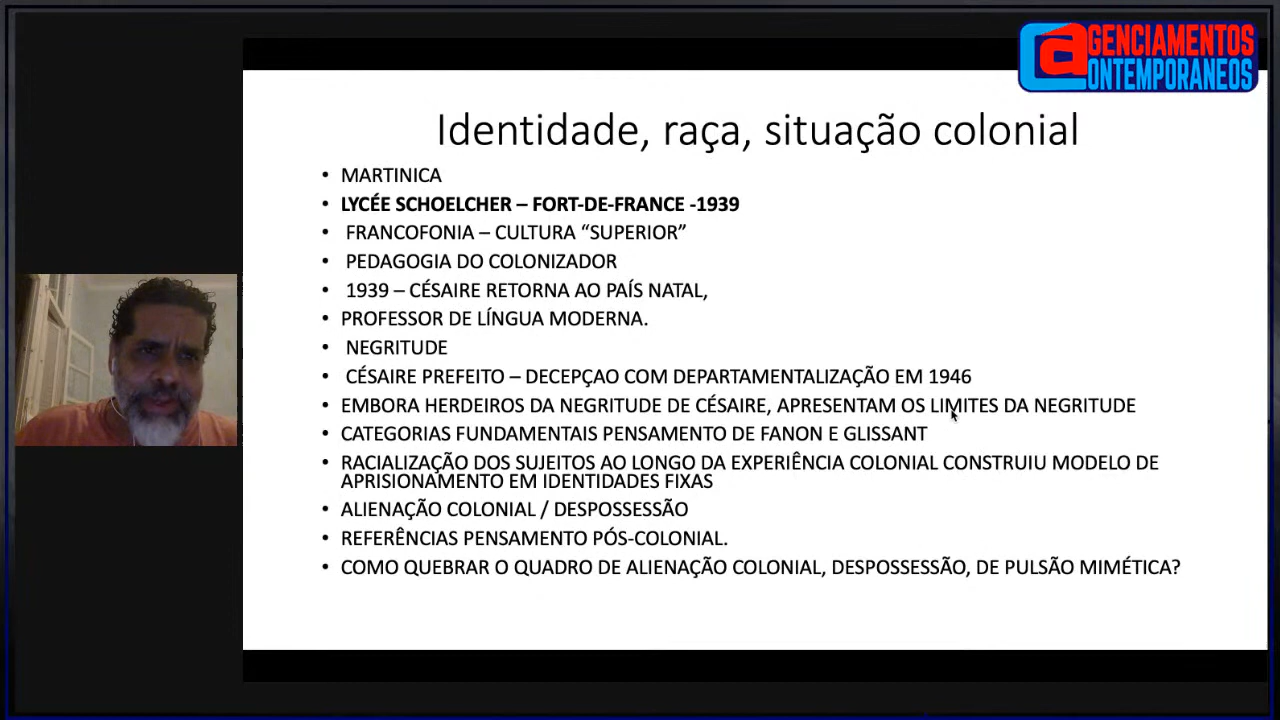 AGENCIAMENTOS
CONTEMPORANEOS
Identidade, raça, situação colonial
• MARTINICA
• LYCÉE SCHOELCHER – FORT-DE-FRANCE -1939
• FRANCOFONIA – CULTURA “SUPERIOR”
• PEDAGOGIA DO COLONIZADOR
• 1939 – CÉSAIRE RETORNA AO PAÍS NATAL,
• PROFESSOR DE LÍNGUA MODERNA.
• NEGRITUDE
• CÉSAIRE PREFEITO – DECEPÇAO COM DEPARTAMENTALIZAÇÃO EM 1946
• EMBORA HERDEIROS DA NEGRITUDE DE CÉSAIRE, APRESENTAM OS LIMITES DA NEGRITUDE
• CATEGORIAS FUNDAMENTAIS PENSAMENTO DE FANON E GLISSANT
• RACIALIZAÇÃO DOS SUJEITOS AO LONGO DA EXPERIÊNCIA COLONIAL CONSTRUIU MODELO DE
APRISIONAMENTO EM IDENTIDADES FIXAS
• ALIENAÇÃO COLONIAL / DESPOSSESSÃO
• REFERÊNCIAS PENSAMENTO PÓS-COLONIAL.
• COMO QUEBRAR O QUADRO DE ALIENAÇÃO COLONIAL, DESPOSSESSÃO, DE PULSÃO MIMÉTICA?